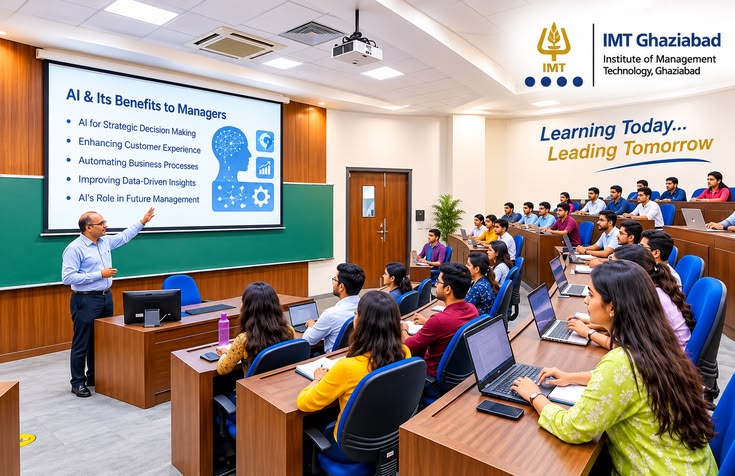 IMT
IMT Ghaziabad
Institute of Management
Technology, Ghaziabad
AI & Its Benefits to Managers
• AI for Strategic Decision Making
• Enhancing Customer Experience
• Automating Business Processes
• Improving Data-Driven Insights
• AI's Role in Future Management
Learning Today...
Leading Tomorrow